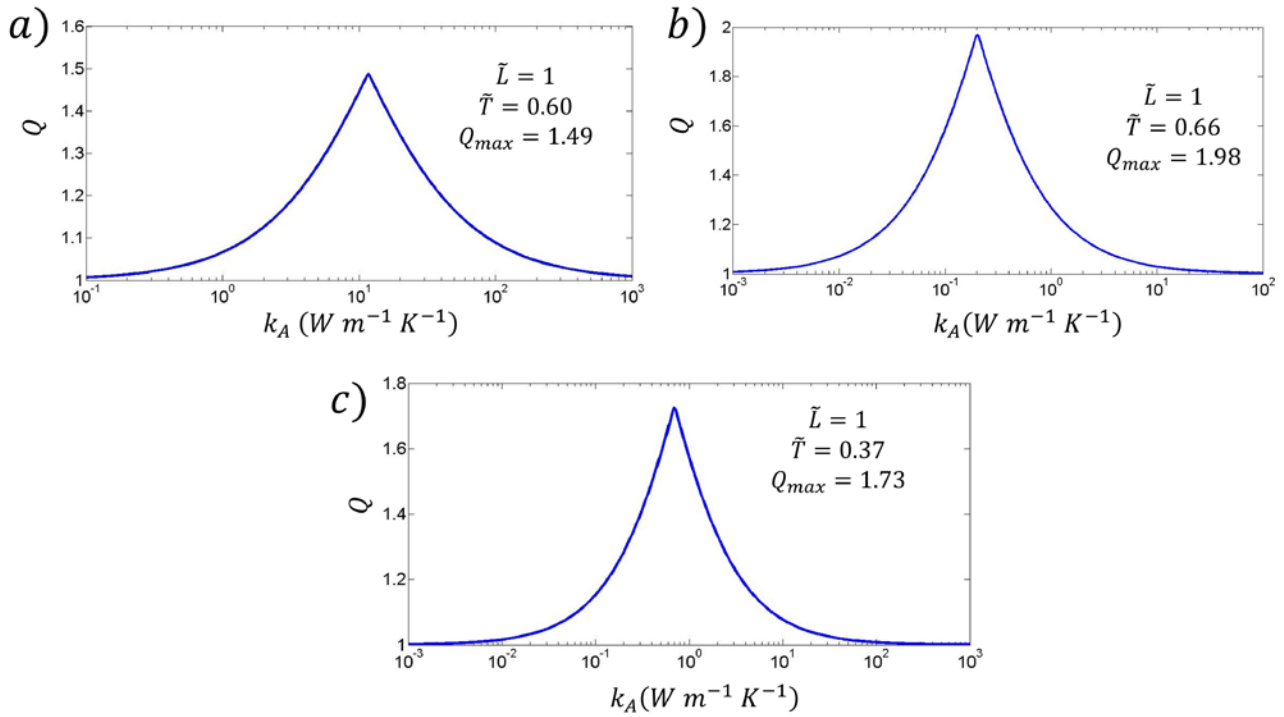 a)
1.6
1.5
1.4
1.3
1.2
1.1
1
Q
L̃ = 1
T̃ = 0.60
Q_max = 1.49
10^-1 10^0 10^1 10^2 10^3
k_A (W m^-1 K^-1)
b)
2
1.8
1.6
1.4
1.2
1
Q
L̃ = 1
T̃ = 0.66
Q_max = 1.98
10^-3 10^-2 10^-1 10^0 10^1 10^2
k_A(W m^-1 K^-1)
c)
1.8
1.6
1.4
1.2
1
Q
L̃ = 1
T̃ = 0.37
Q_max = 1.73
10^-3 10^-2 10^-1 10^0 10^1 10^2 10^3
k_A(W m^-1 K^-1)